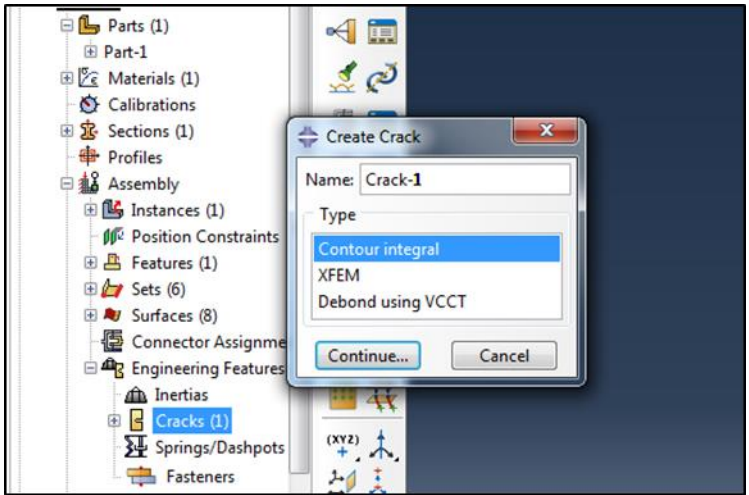 Parts (1)
Part-1
Materials (1)
Calibrations
Sections (1)
Profiles
Assembly
Instances (1)
Position Constraints
Features (1)
Sets (6)
Surfaces (8)
Connector Assignme
Engineering Features
Inertias
Cracks (1)
Springs/Dashpots
Fasteners
Create Crack
Name: Crack-1
Type
Contour integral
XFEM
Debond using VCCT
Continue... Cancel
(XYZ)